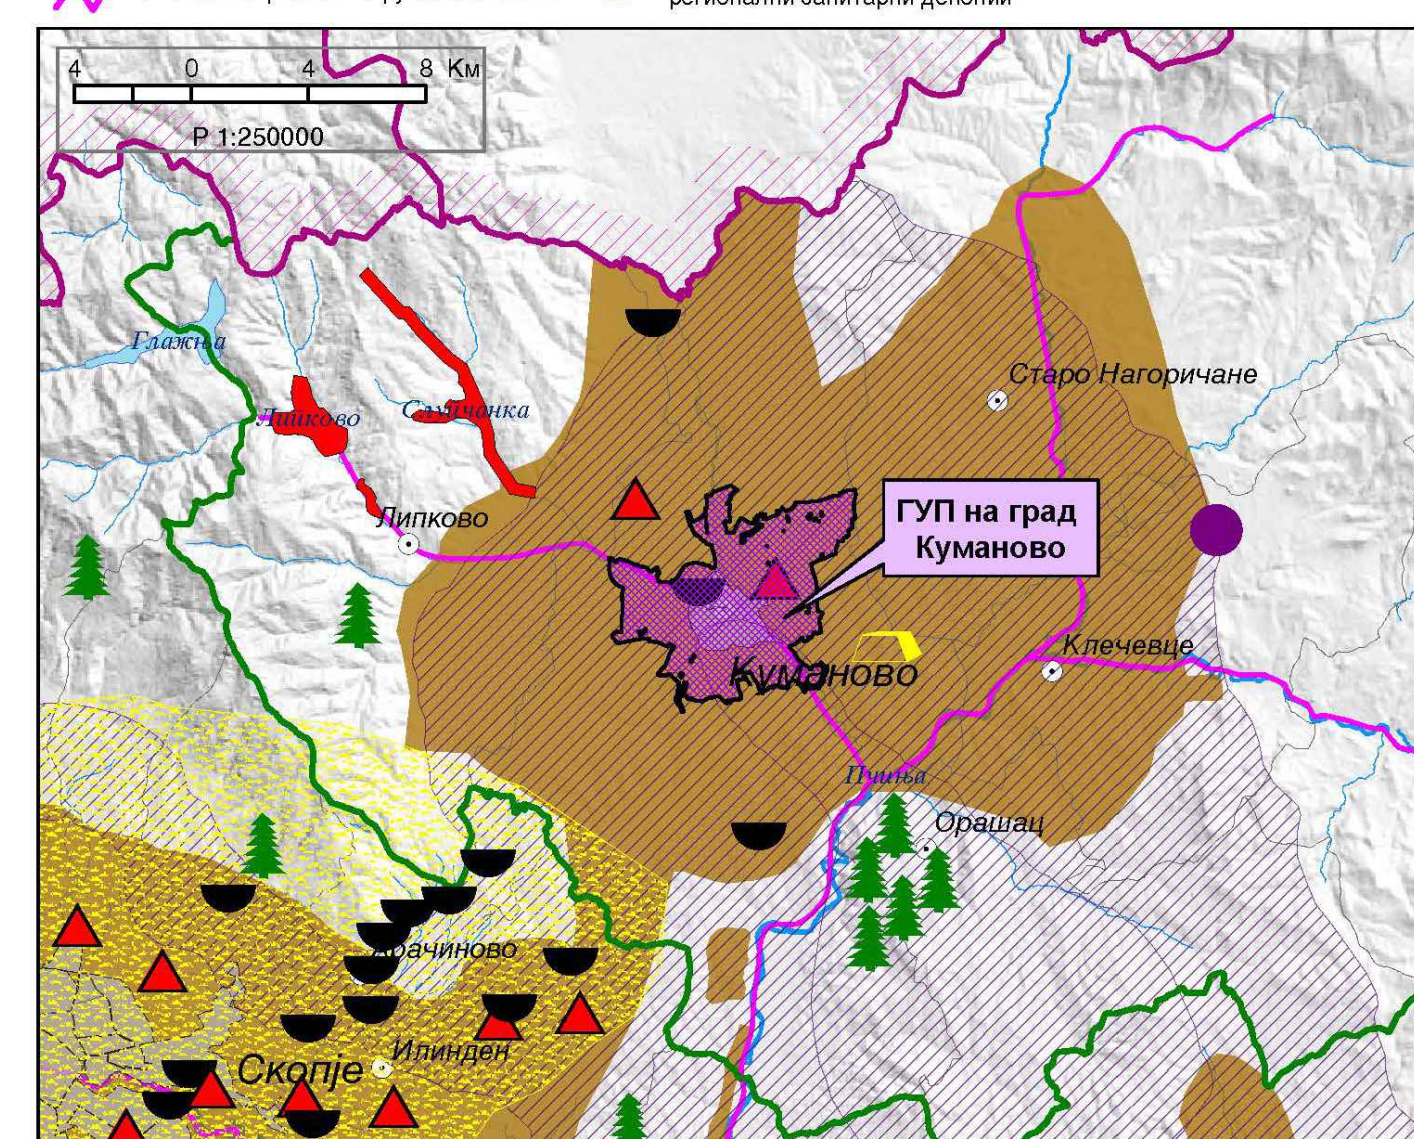 регионални санитарни депонии
4 0 4 8 Км
Р 1:250000
Глажња
Липково
Слупчанка
Старо Нагоричане
ГУП на град
Куманово
Липково
Клечевце
Куманово
Пчиња
Орашац
Арачиново
Илинден
Скопје